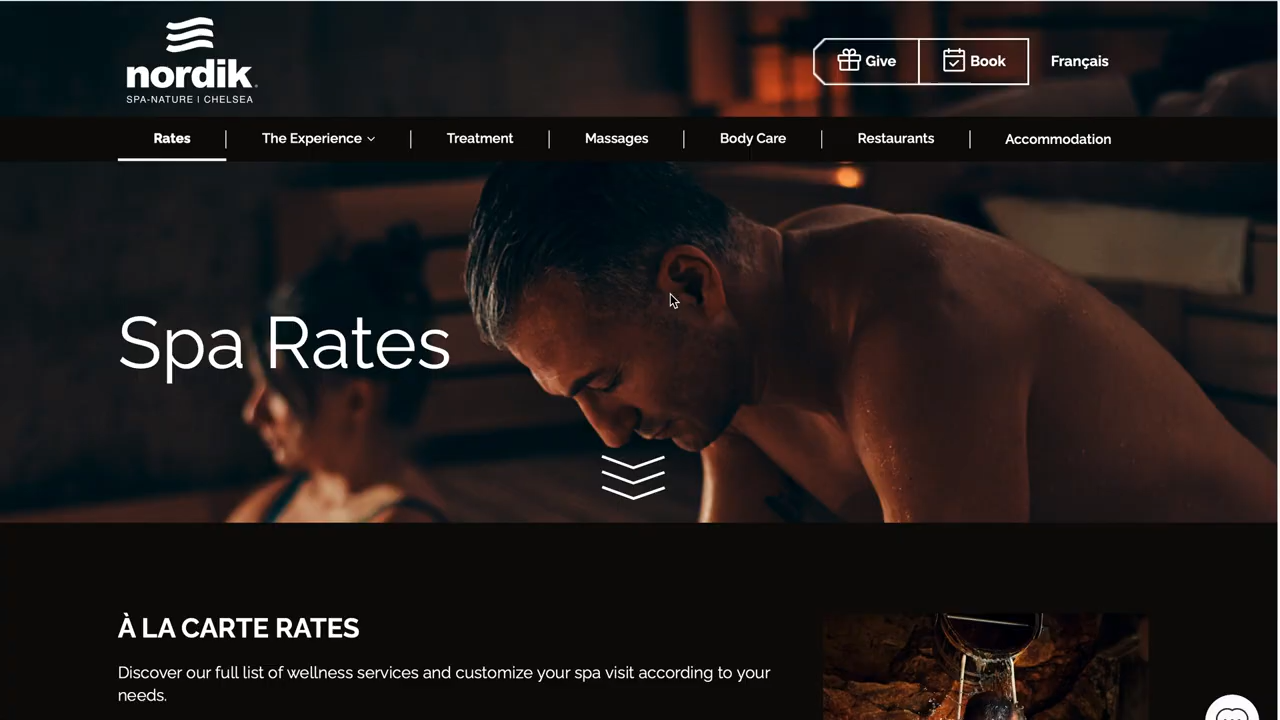 nordik
SPA-NATURE | CHELSEA
Give
Book
Français
Rates
The Experience
Treatment
Massages
Body Care
Restaurants
Accommodation
Spa Rates
À LA CARTE RATES
Discover our full list of wellness services and customize your spa visit according to your
needs.